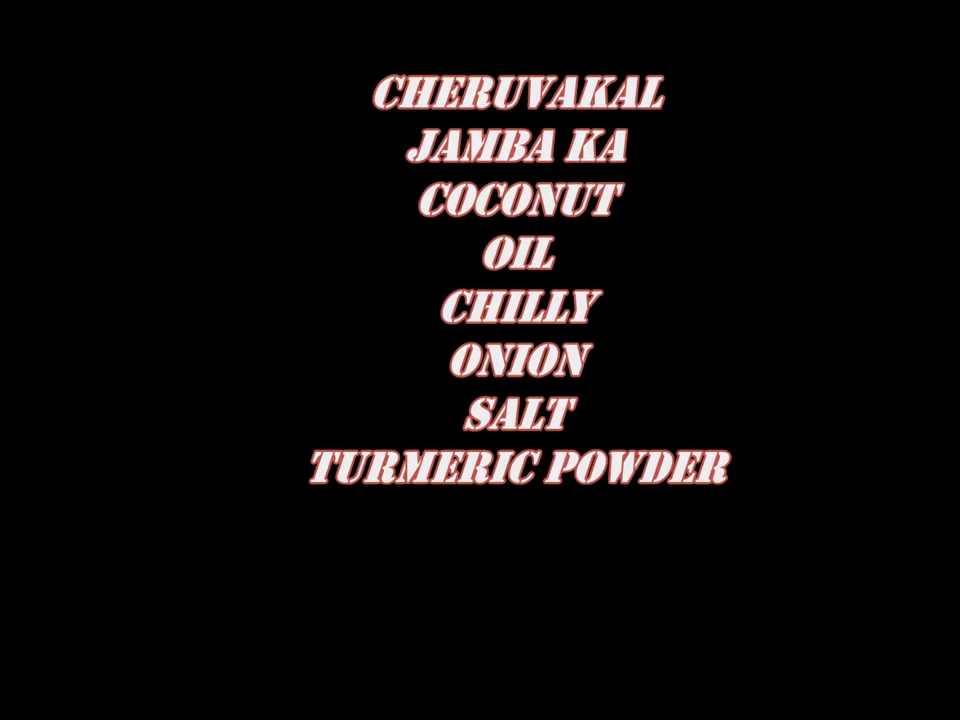 CHERUVAKAL
JAMBA KA
COCONUT
OIL
CHILLY
ONION
SALT
TURMERIC POWDER